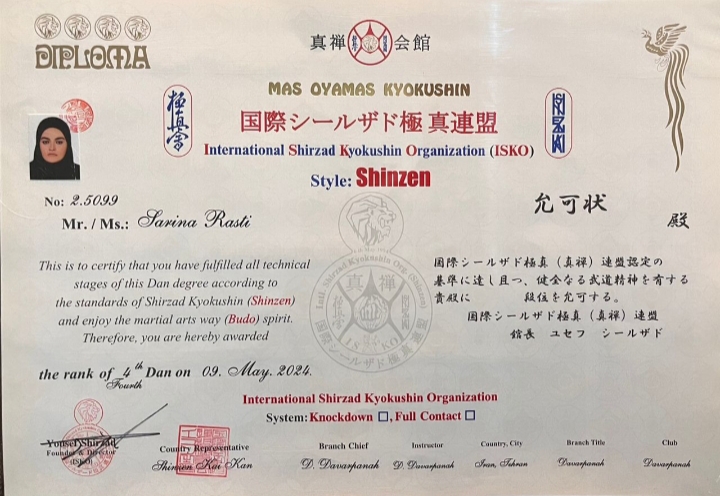 DIPLOMA
真禅 会館
MAS OYAMAS KYOKUSHIN
極真會
国際シールザド極真連盟
International Shirzad Kyokushin Organization (ISKO)
Style: Shinzen
No: 2.5099
允可状
Mr. / Ms.: Sarina Rasti
殿
This is to certify that you have fulfilled all technical
stages of this Dan degree according to
the standards of Shirzad Kyokushin (Shinzen)
and enjoy the martial arts way (Budo) spirit.
Therefore, you are hereby awarded
国際シールザド極真（真禅）連盟認定の
基準に達し且つ、健全なる武道精神を有する
貴殿に 段位を允可する。
国際シールザド極真（真禅）連盟
館長 ユセフ シールザド
the rank of 4th Dan on 09. May. 2024.
Fourth
International Shirzad Kyokushin Organization
System: Knockdown □, Full Contact □
Yousef Shirzad
Founder & Director
(ISKO)
Country Representative
Shinzen Kai Kan
Branch Chief
D. Davarpanah
Instructor
D. Davarpanah
Country, City
Iran, Tehran
Branch Title
Davarpanah
Club
Davarpanah